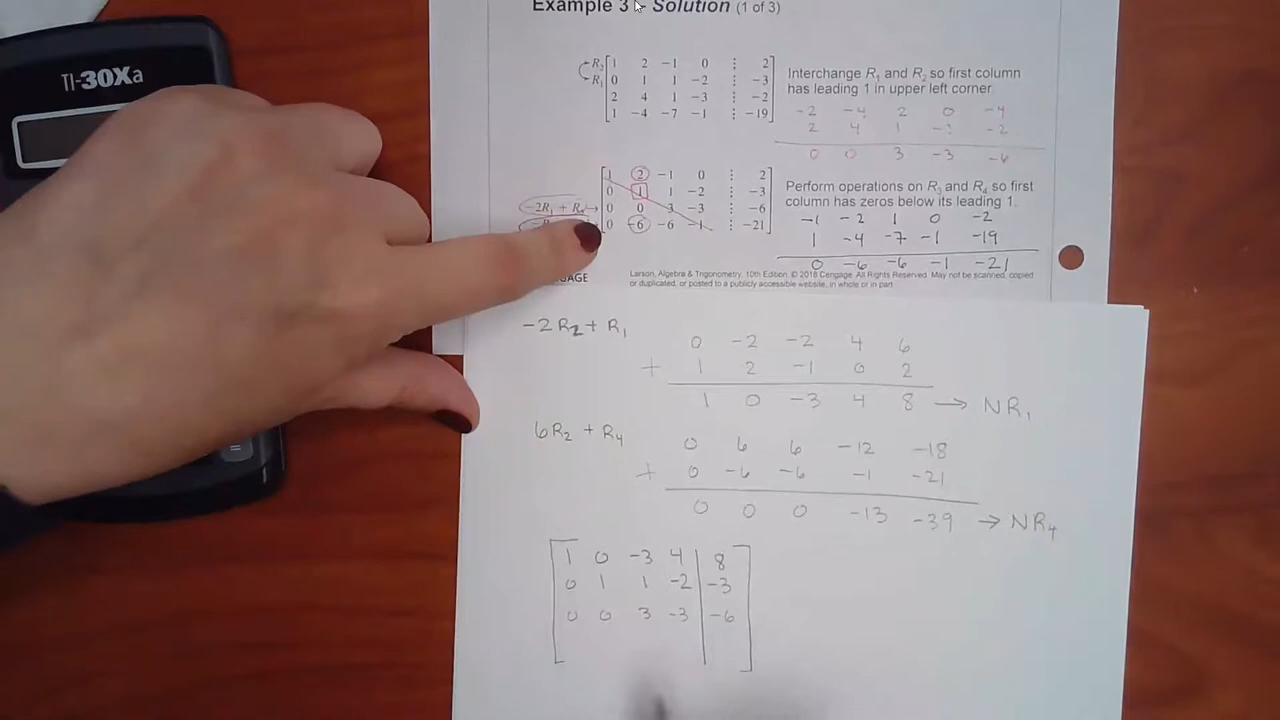 TI-30Xa
Example 3 – Solution (1 of 3)
R2 [1 2 −1 0 ⋮ 2]
R1 [0 1 1 −2 ⋮ −3]
2 4 1 −3 ⋮ −2
1 −4 −7 −1 ⋮ −19
Interchange R1 and R2 so first column
has leading 1 in upper left corner.
-2 -4 2 0 -4
2 4 1 -3 -2
0 0 3 -3 -6
1 2 −1 0 ⋮ 2
0 1 1 −2 ⋮ −3
−2R1 + R3 → 0 0 3 −3 ⋮ −6
0 −6 −6 −1 ⋮ −21
Perform operations on R3 and R4 so first
column has zeros below its leading 1.
-1 -2 1 0 -2
1 -4 -7 -1 -19
0 -6 -6 -1 -21
Larson, Algebra & Trigonometry, 10th Edition. © 2018 Cengage. All Rights Reserved. May not be scanned, copied
or duplicated, or posted to a publicly accessible website, in whole or in part.
-2R2 + R1
0 -2 -2 4 6
+ 1 2 -1 0 2
1 0 -3 4 8 → NR1
6R2 + R4
0 6 6 -12 -18
+ 0 -6 -6 -1 -21
0 0 0 -13 -39 → NR4
1 0 -3 4 | 8
0 1 1 -2 | -3
0 0 3 -3 | -6